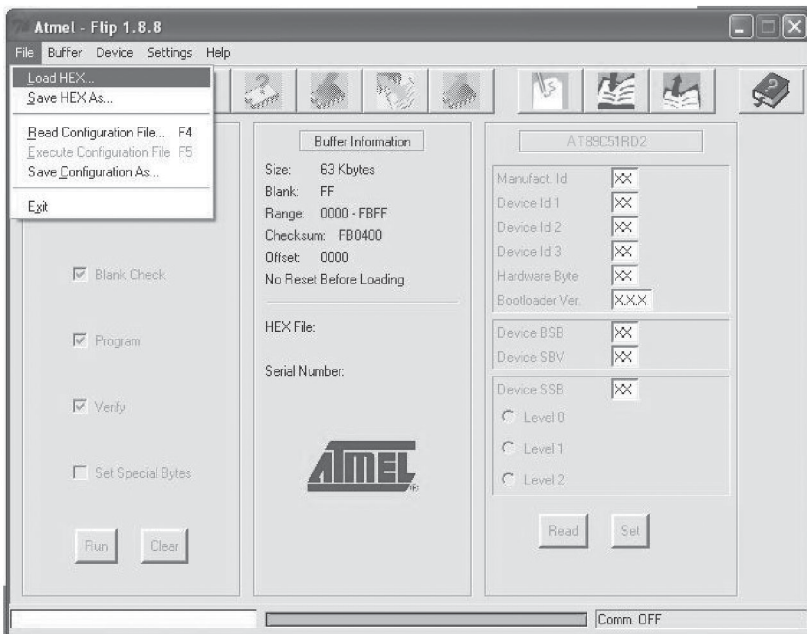 Atmel - Flip 1.8.8
File Buffer Device Settings Help
Load HEX...
Save HEX As...
Read Configuration File... F4
Execute Configuration File F5
Save Configuration As...
Exit
Blank Check
Program
Verify
Set Special Bytes
Run Clear
Buffer Information
Size: 63 Kbytes
Blank: FF
Range: 0000 - FBFF
Checksum: FB0400
Offset: 0000
No Reset Before Loading
HEX File:
Serial Number:
ATMEL®
AT89C51RD2
Manufact. Id XX
Device Id 1 XX
Device Id 2 XX
Device Id 3 XX
Hardware Byte XX
Bootloader Ver. X.X.X
Device BSB XX
Device SBV XX
Device SSB XX
Level 0
Level 1
Level 2
Read Set
Comm. OFF